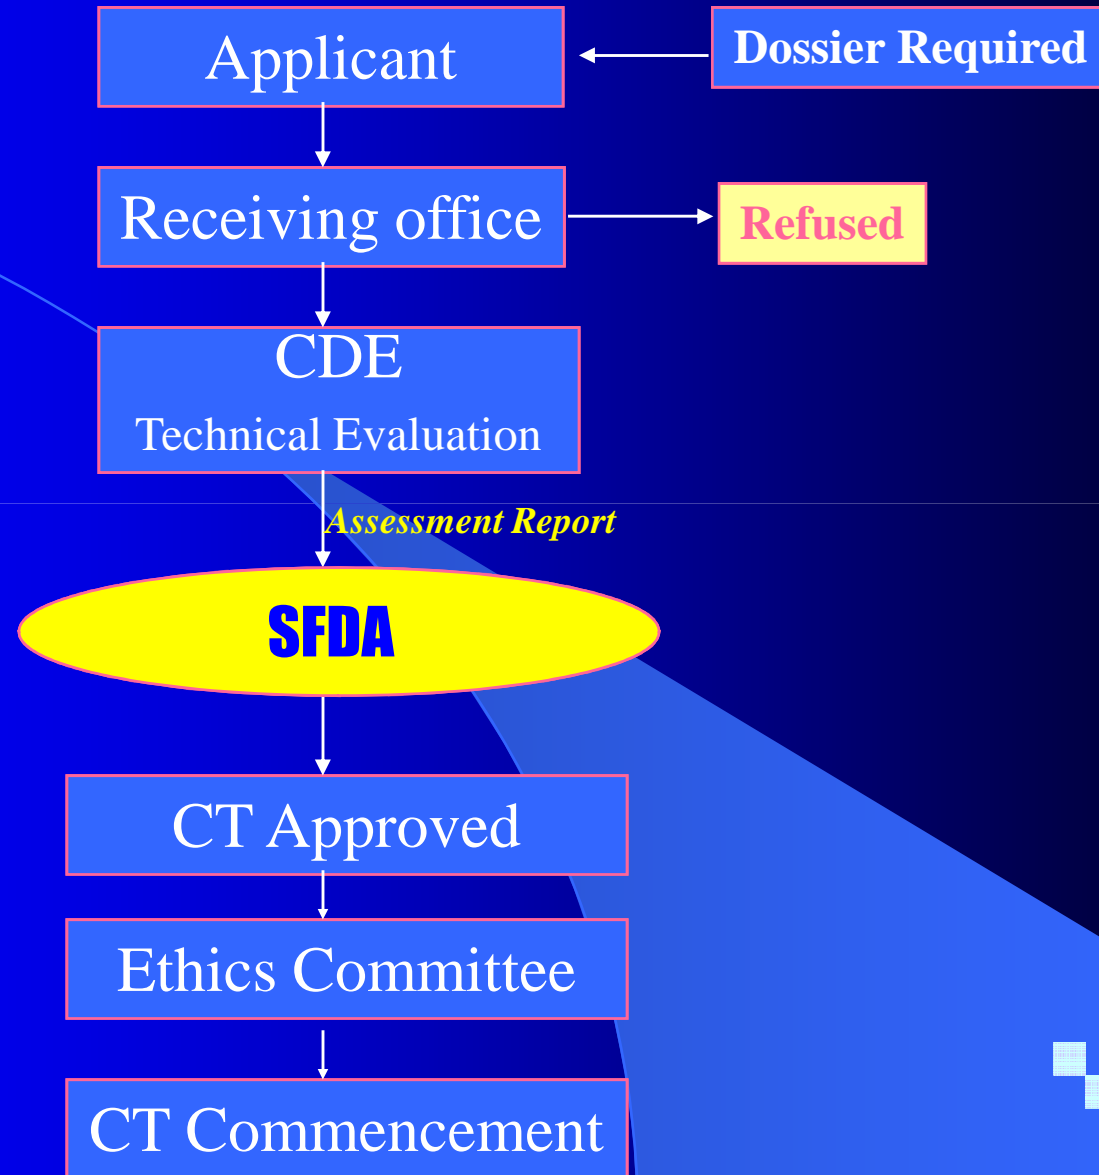 Applicant
Dossier Required
Receiving office
Refused
CDE
Technical Evaluation
Assessment Report
SFDA
CT Approved
Ethics Committee
CT Commencement